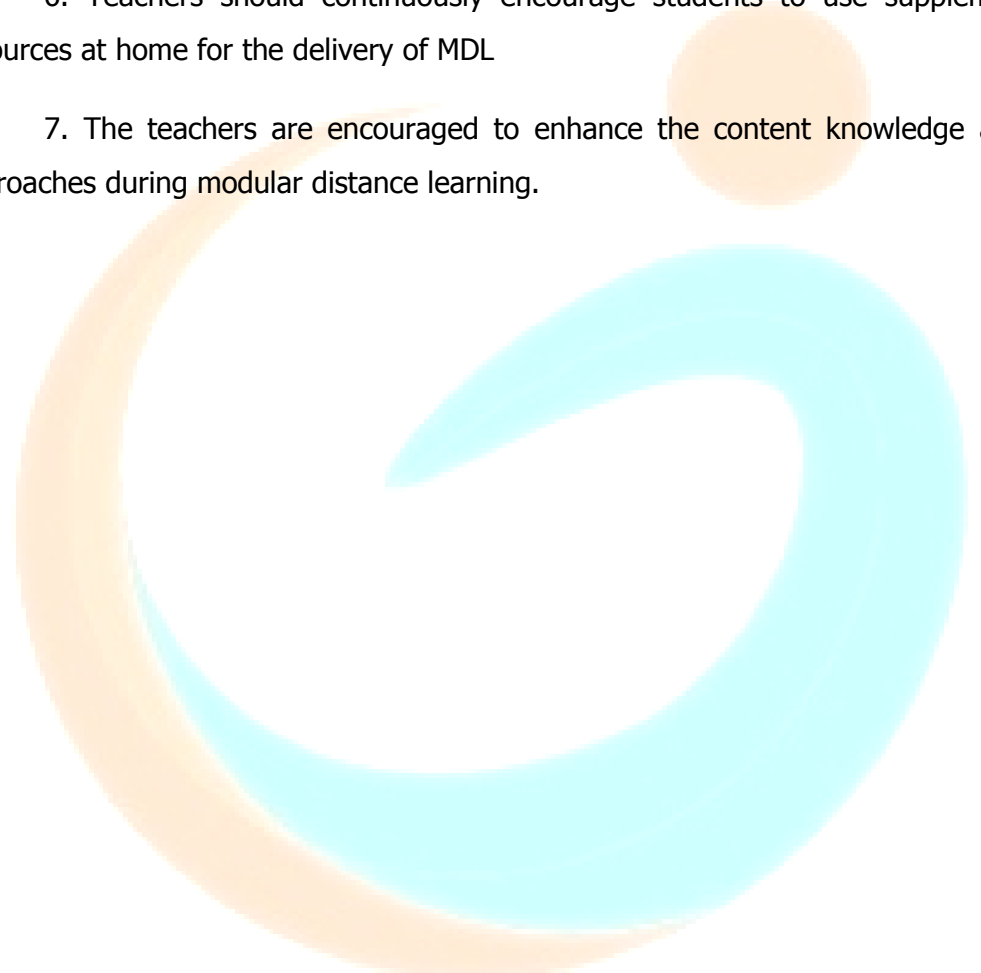 6. Teachers should continuously encourage students to use supplem
ources at home for the delivery of MDL
7. The teachers are encouraged to enhance the content knowledge a
roaches during modular distance learning.